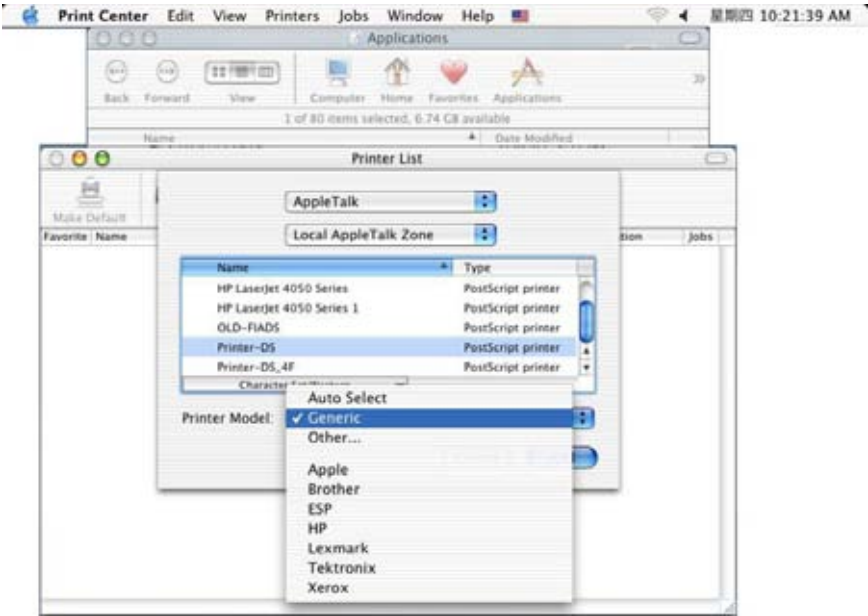 Print Center Edit View Printers Jobs Window Help 星期四 10:21:39 AM
Applications
Back Forward View Computer Home Favorites Applications
1 of 80 items selected, 6.74 GB available
Name Date Modified
Printer List
Make Default
Favorite Name Jobs
AppleTalk
Local AppleTalk Zone
Name Type
HP LaserJet 4050 Series PostScript printer
HP LaserJet 4050 Series 1 PostScript printer
OLD-FIADS PostScript printer
Printer-DS PostScript printer
Printer-DS_4F PostScript printer
Character
Printer Model:
Auto Select
✓ Generic
Other...
Apple
Brother
ESP
HP
Lexmark
Tektronix
Xerox